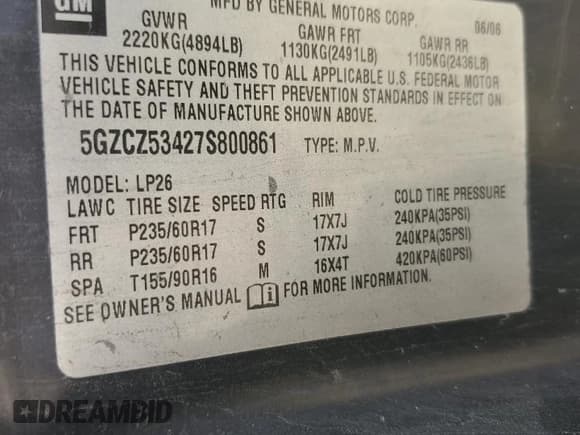 GM
MFD BY GENERAL MOTORS CORP. 06/06
GVWR GAWR FRT GAWR RR
2220KG(4894LB) 1130KG(2491LB) 1105KG(2436LB)
THIS VEHICLE CONFORMS TO ALL APPLICABLE U.S. FEDERAL MOTOR
VEHICLE SAFETY AND THEFT PREVENTION STANDARDS IN EFFECT ON
THE DATE OF MANUFACTURE SHOWN ABOVE.
5GZCZ53427S800861 TYPE: M.P.V.
MODEL: LP26
LAWC TIRE SIZE SPEED RTG RIM COLD TIRE PRESSURE
FRT P235/60R17 S 17X7J 240KPA(35PSI)
RR P235/60R17 S 17X7J 240KPA(35PSI)
SPA T155/90R16 M 16X4T 420KPA(60PSI)
SEE OWNER'S MANUAL i FOR MORE INFORMATION.
DREAMBID